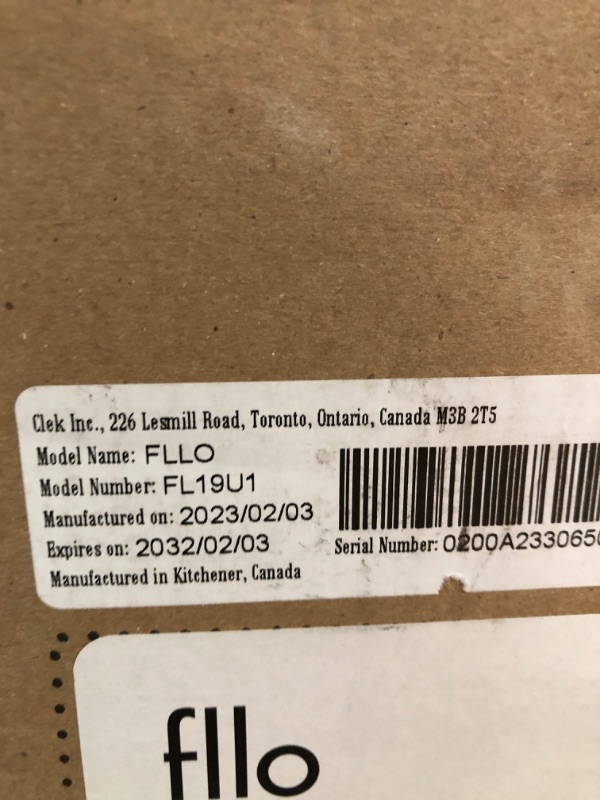 Clek Inc., 226 Lesmill Road, Toronto, Ontario, Canada M3B 2T5
Model Name: FLLO
Model Number: FL19U1
Manufactured on: 2023/02/03
Expires on: 2032/02/03
Serial Number: 0200A233065
Manufactured in Kitchener, Canada
fllo